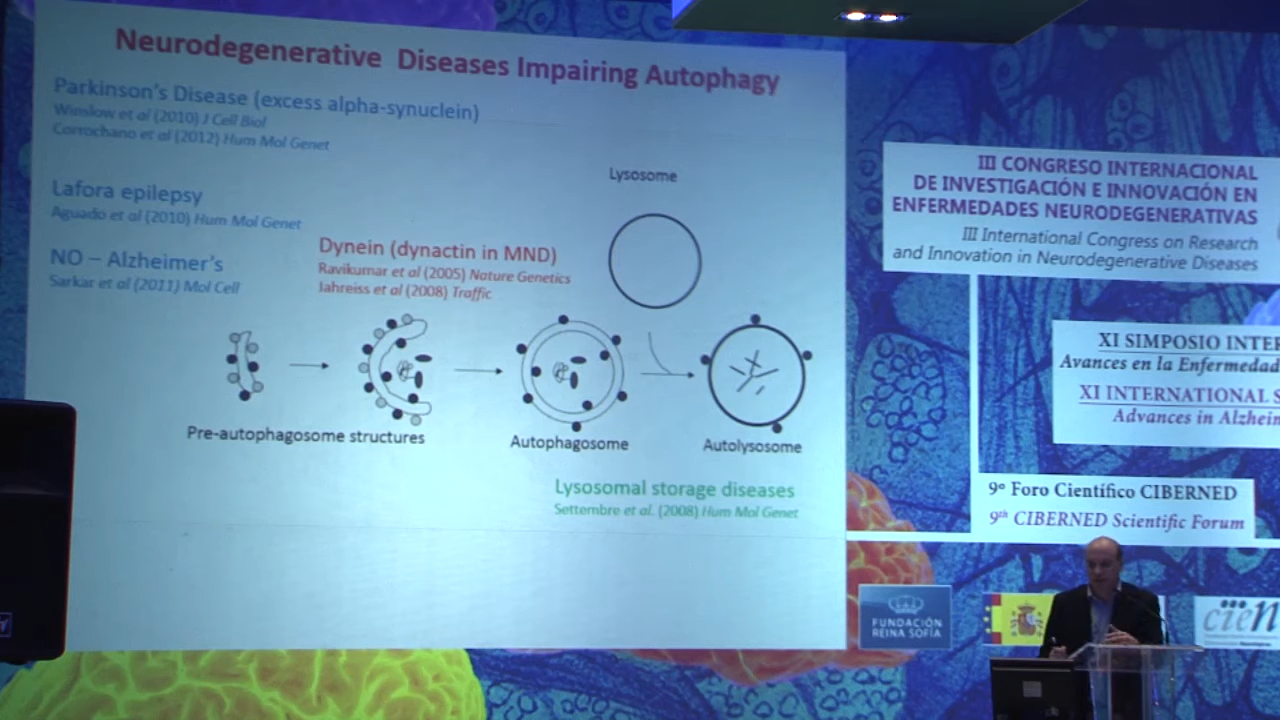 Neurodegenerative Diseases Impairing Autophagy
Parkinson's Disease (excess alpha-synuclein)
Winslow et al (2010) J Cell Biol
Corrochano et al (2012) Hum Mol Genet
Lafora epilepsy
Aguado et al (2010) Hum Mol Genet
NO – Alzheimer's
Sarkar et al (2011) Mol Cell
Dynein (dynactin in MND)
Ravikumar et al (2005) Nature Genetics
Jahreiss et al (2008) Traffic
Lysosome
Pre-autophagosome structures
Autophagosome
Autolysosome
Lysosomal storage diseases
Settembre et al. (2008) Hum Mol Genet
III CONGRESO INTERNACIONAL
DE INVESTIGACIÓN E INNOVACIÓN EN
ENFERMEDADES NEURODEGENERATIVAS
III International Congress on Research
and Innovation in Neurodegenerative Diseases
XI SIMPOSIO INTER
Avances en la Enfermeda
XI INTERNATIONAL S
Advances in Alzhein
9º Foro Científico CIBERNED
9th CIBERNED Scientific Forum
FUNDACIÓN
REINA SOFÍA
cien